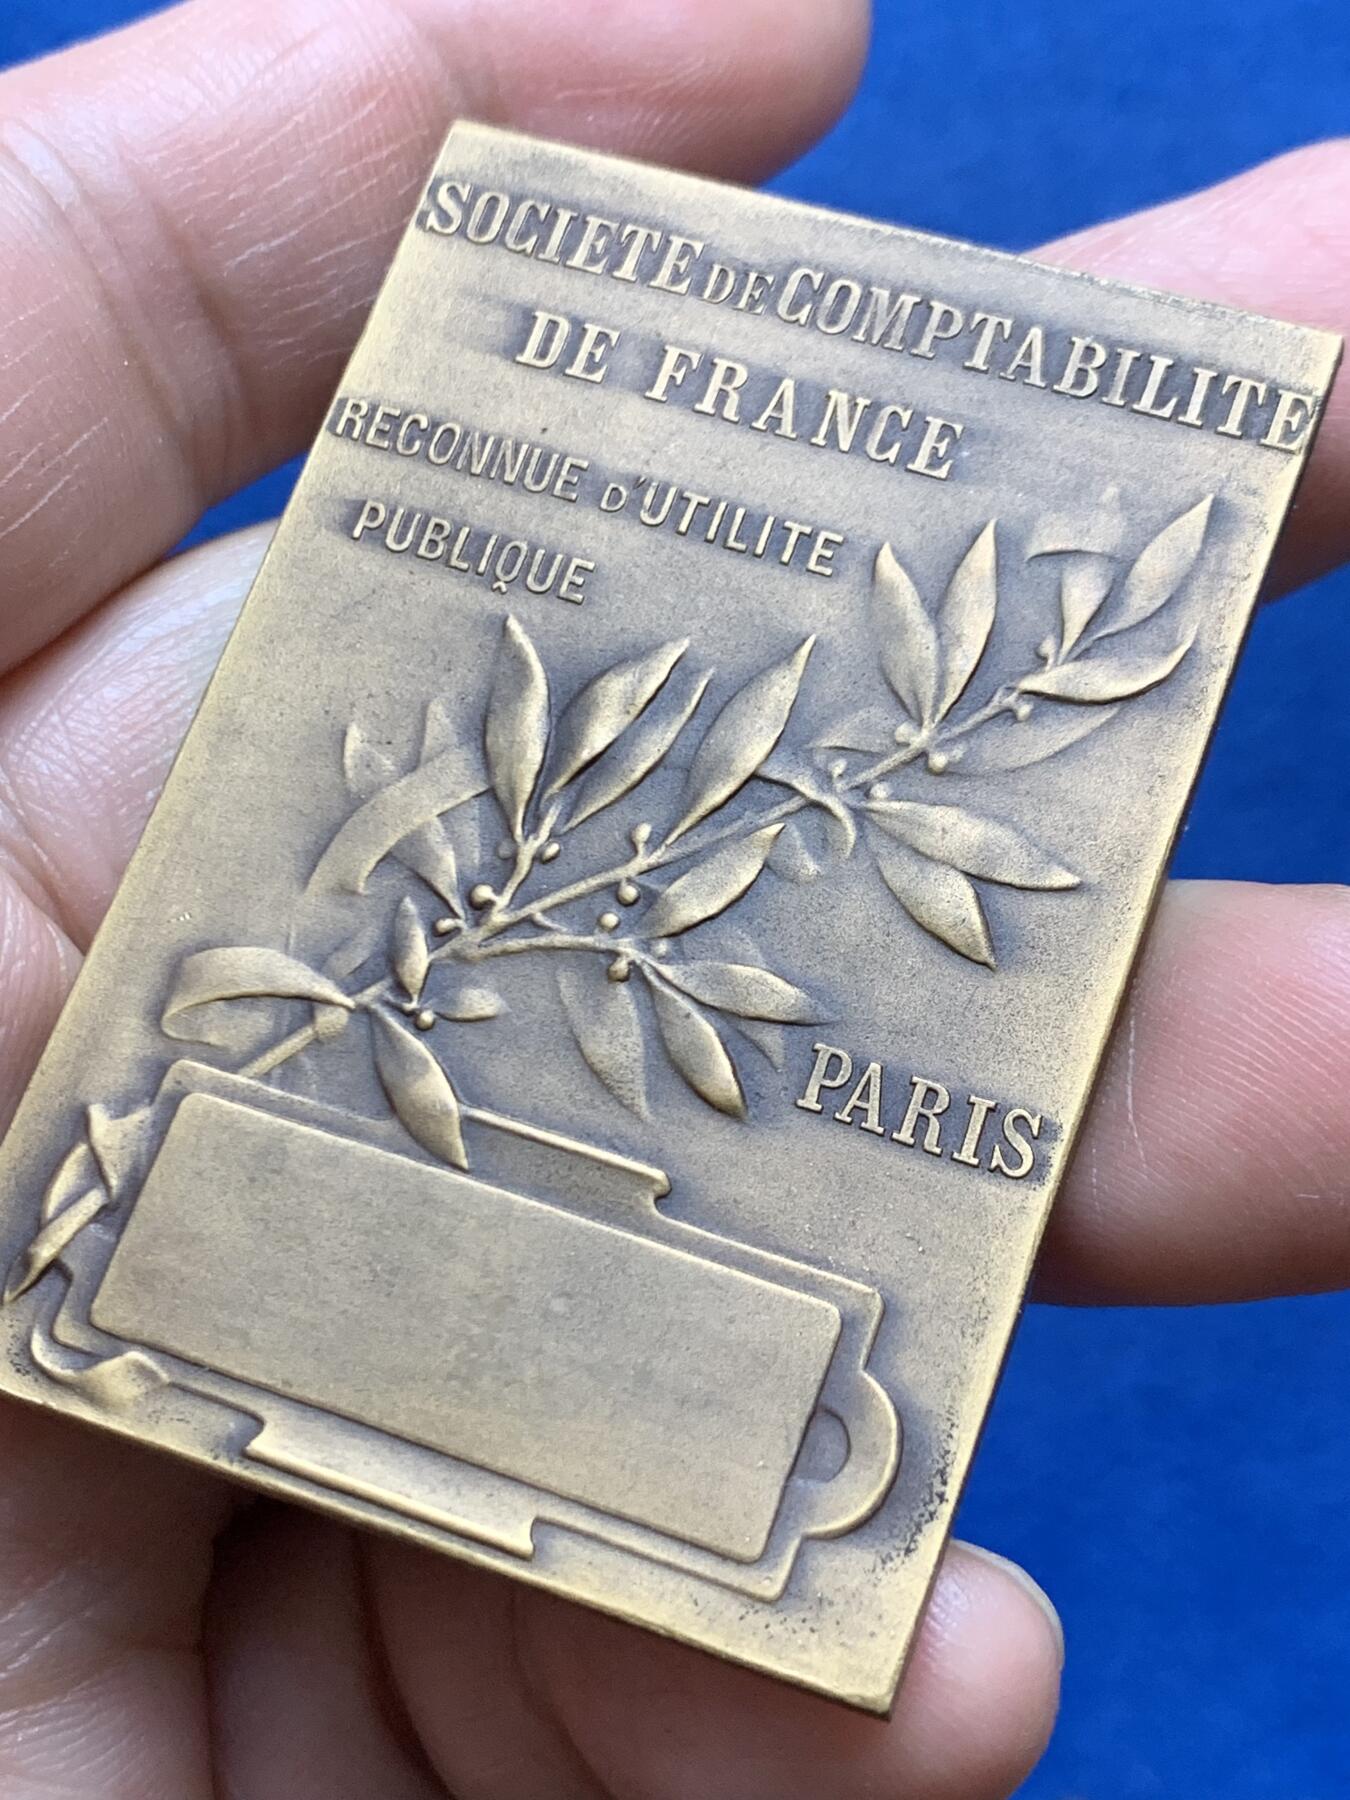 SOCIETE DE COMPTABILITE
DE FRANCE
RECONNUE D'UTILITE
PUBLIQUE
PARIS